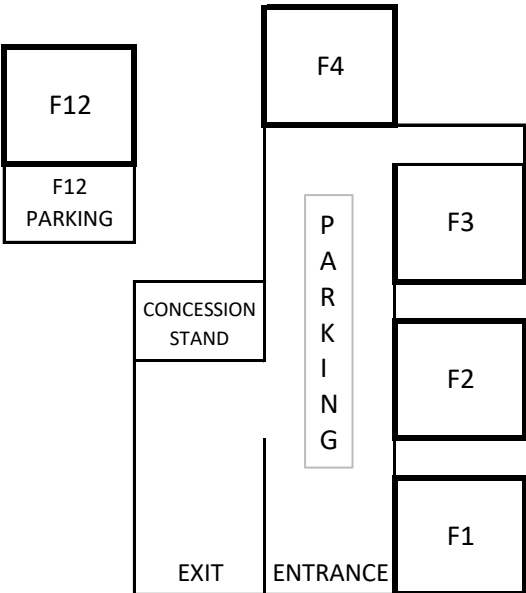 F4
F12
F12
PARKING
F3
P
A
R
K
I
N
G
CONCESSION
STAND
F2
F1
EXIT
ENTRANCE